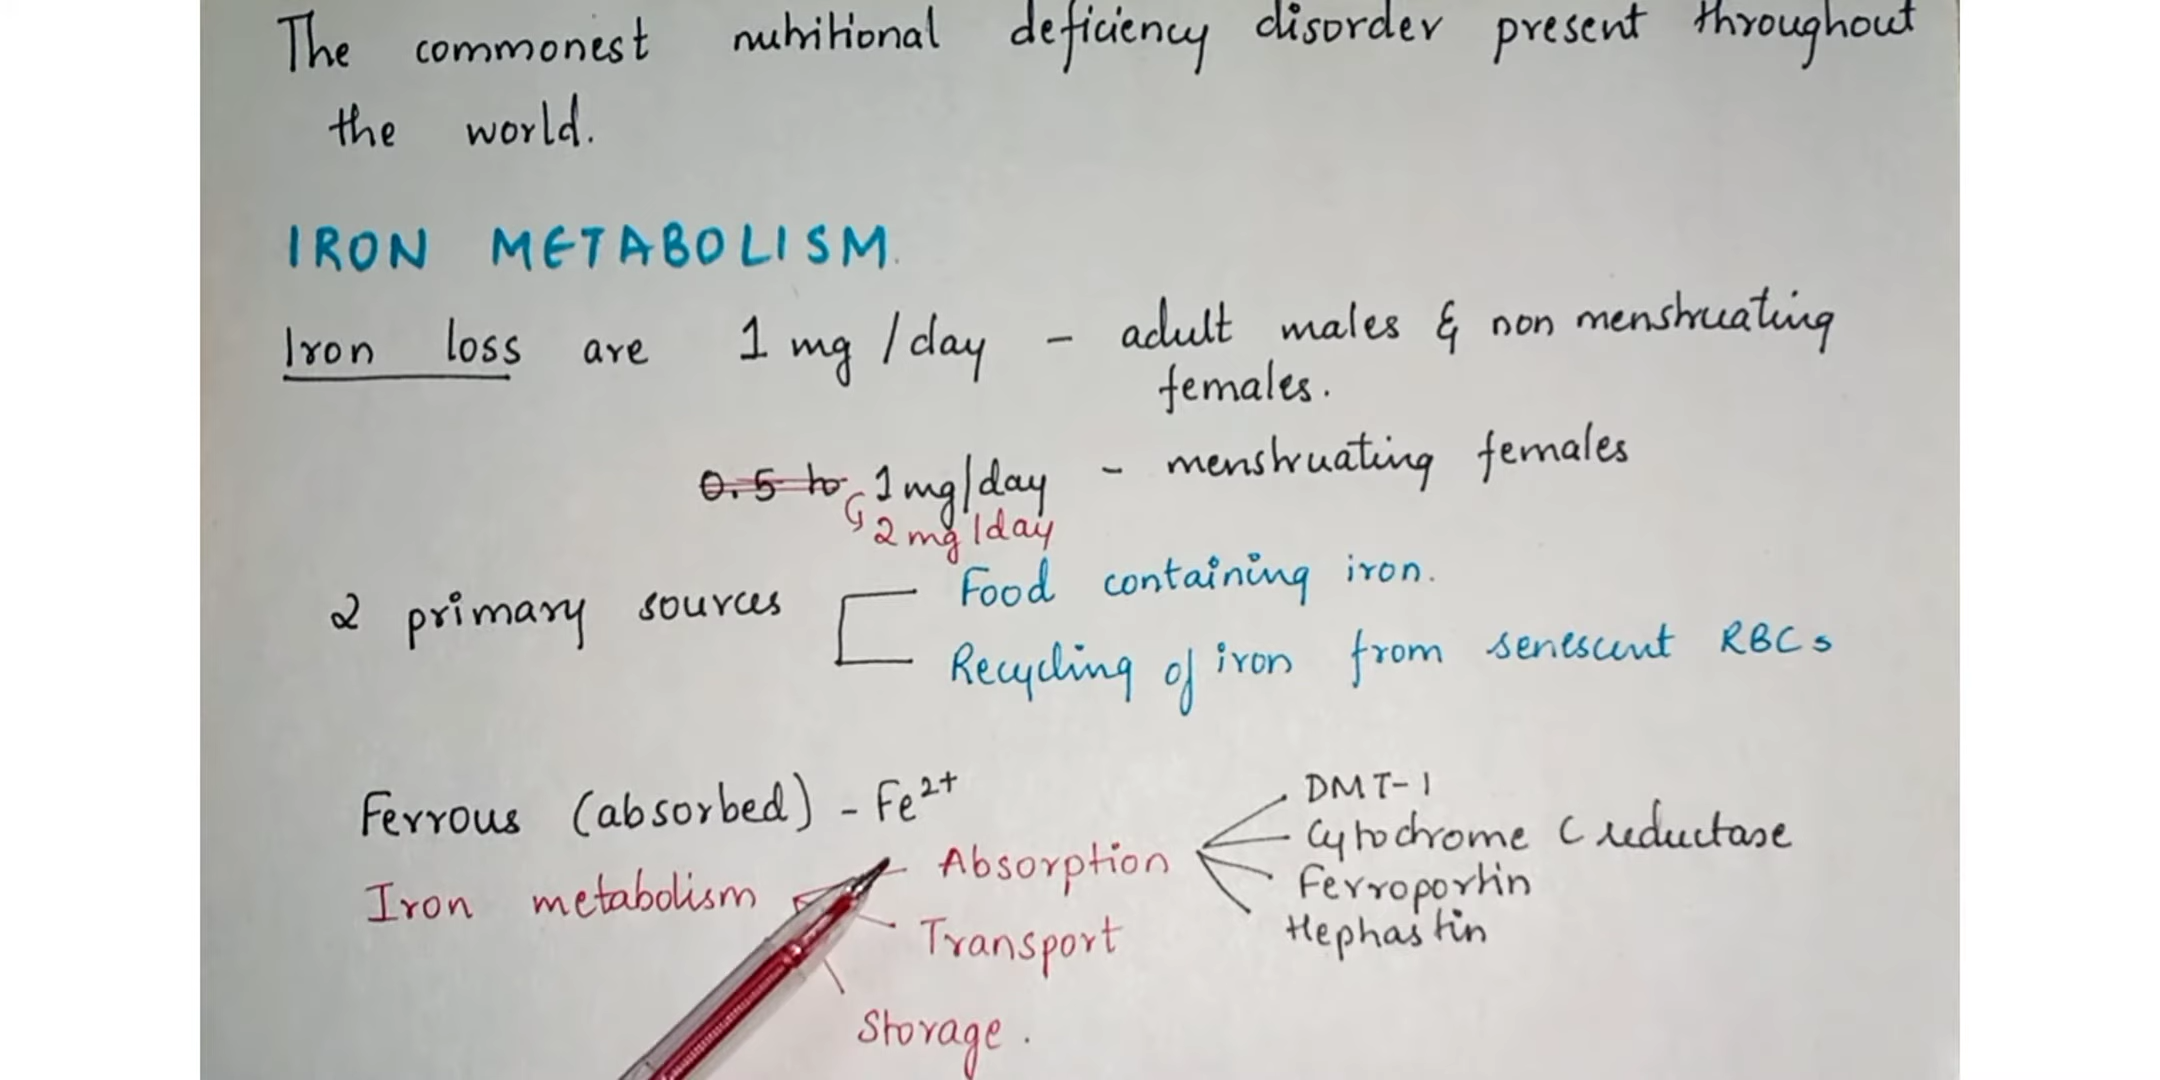 The commonest nutritional deficiency disorder present throughout
the world.
IRON METABOLISM.
Iron loss are 1 mg /day - adult males & non menstruating
females.
0.5 to 1 mg/day - menstruating females
2 mg /day
2 primary sources
Food containing iron.
Recycling of iron from senescent RBCs
Ferrous (absorbed) - Fe²⁺
Iron metabolism
Absorption
Transport
Storage.
DMT-1
Cytochrome C reductase
Ferroportin
Hephastin